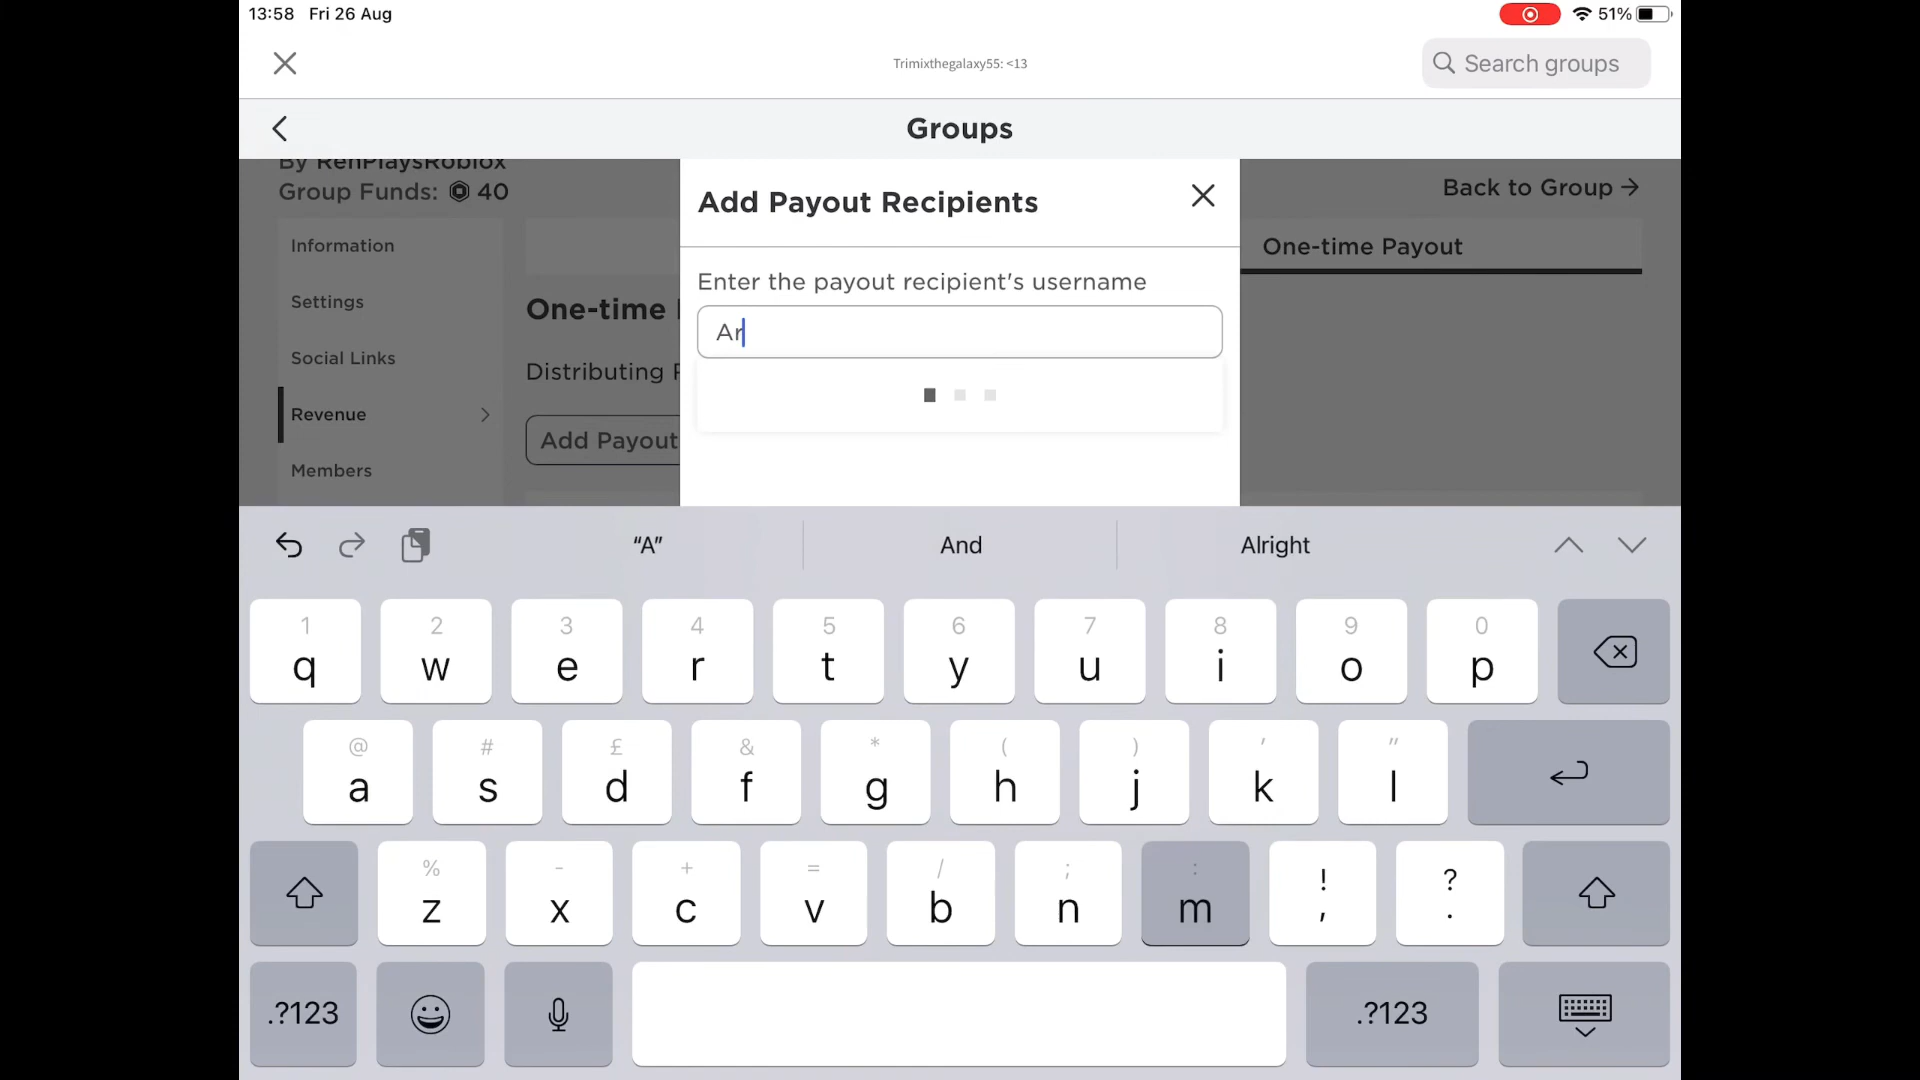 13:58 Fri 26 Aug
51%
Trimixthegalaxy55: <13
Search groups
Groups
By RenPlaysRoblox
Group Funds: 40
Back to Group →
Add Payout Recipients
Information
One-time Payout
Enter the payout recipient's username
Settings
One-time
Ar
Social Links
Distributing
Revenue
Add Payout
Members
“A” And Alright
1 2 3 4 5 6 7 8 9 0
q w e r t y u i o p
@ # £ & * ( ) ' "
a s d f g h j k l
% - + = / ; : ! ?
z x c v b n m , .
.?123 .?123